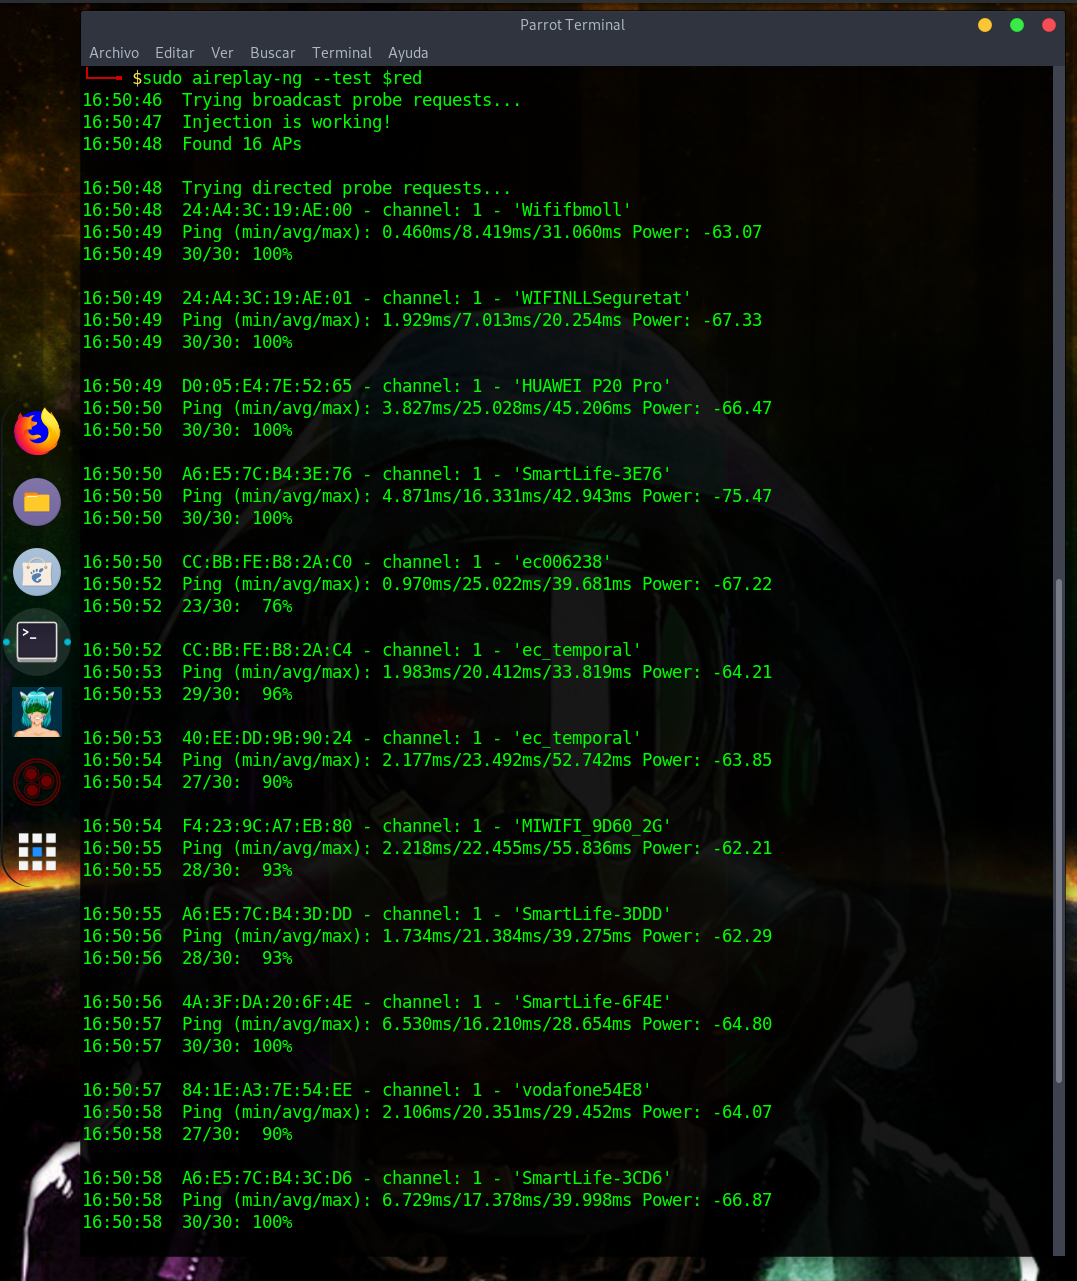 Parrot Terminal
Archivo Editar Ver Buscar Terminal Ayuda
$sudo aireplay-ng --test $red
16:50:46  Trying broadcast probe requests...
16:50:47  Injection is working!
16:50:48  Found 16 APs
16:50:48  Trying directed probe requests...
16:50:48  24:A4:3C:19:AE:00 - channel: 1 - 'Wififbmoll'
16:50:49  Ping (min/avg/max): 0.460ms/8.419ms/31.060ms Power: -63.07
16:50:49  30/30: 100%
16:50:49  24:A4:3C:19:AE:01 - channel: 1 - 'WIFINLLSeguretat'
16:50:49  Ping (min/avg/max): 1.929ms/7.013ms/20.254ms Power: -67.33
16:50:49  30/30: 100%
16:50:49  D0:05:E4:7E:52:65 - channel: 1 - 'HUAWEI P20 Pro'
16:50:50  Ping (min/avg/max): 3.827ms/25.028ms/45.206ms Power: -66.47
16:50:50  30/30: 100%
16:50:50  A6:E5:7C:B4:3E:76 - channel: 1 - 'SmartLife-3E76'
16:50:50  Ping (min/avg/max): 4.871ms/16.331ms/42.943ms Power: -75.47
16:50:50  30/30: 100%
16:50:50  CC:BB:FE:B8:2A:C0 - channel: 1 - 'ec006238'
16:50:52  Ping (min/avg/max): 0.970ms/25.022ms/39.681ms Power: -67.22
16:50:52  23/30:  76%
16:50:52  CC:BB:FE:B8:2A:C4 - channel: 1 - 'ec_temporal'
16:50:53  Ping (min/avg/max): 1.983ms/20.412ms/33.819ms Power: -64.21
16:50:53  29/30:  96%
16:50:53  40:EE:DD:9B:90:24 - channel: 1 - 'ec_temporal'
16:50:54  Ping (min/avg/max): 2.177ms/23.492ms/52.742ms Power: -63.85
16:50:54  27/30:  90%
16:50:54  F4:23:9C:A7:EB:80 - channel: 1 - 'MIWIFI_9D60_2G'
16:50:55  Ping (min/avg/max): 2.218ms/22.455ms/55.836ms Power: -62.21
16:50:55  28/30:  93%
16:50:55  A6:E5:7C:B4:3D:DD - channel: 1 - 'SmartLife-3DDD'
16:50:56  Ping (min/avg/max): 1.734ms/21.384ms/39.275ms Power: -62.29
16:50:56  28/30:  93%
16:50:56  4A:3F:DA:20:6F:4E - channel: 1 - 'SmartLife-6F4E'
16:50:57  Ping (min/avg/max): 6.530ms/16.210ms/28.654ms Power: -64.80
16:50:57  30/30: 100%
16:50:57  84:1E:A3:7E:54:EE - channel: 1 - 'vodafone54E8'
16:50:58  Ping (min/avg/max): 2.106ms/20.351ms/29.452ms Power: -64.07
16:50:58  27/30:  90%
16:50:58  A6:E5:7C:B4:3C:D6 - channel: 1 - 'SmartLife-3CD6'
16:50:58  Ping (min/avg/max): 6.729ms/17.378ms/39.998ms Power: -66.87
16:50:58  30/30: 100%